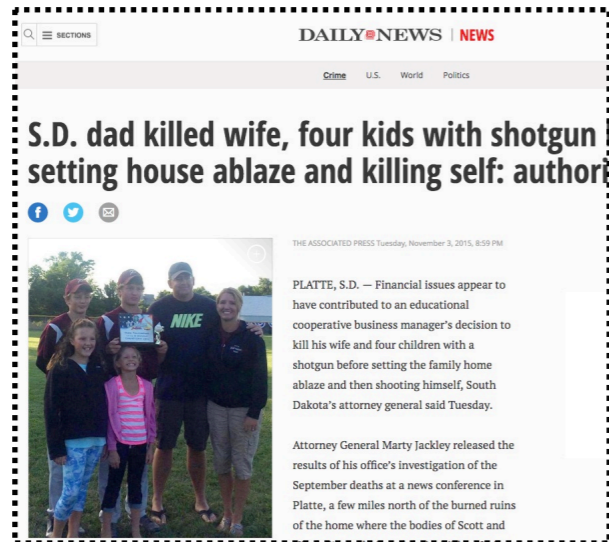 SECTIONS
DAILY NEWS | NEWS
Crime U.S. World Politics
S.D. dad killed wife, four kids with shotgun
setting house ablaze and killing self:
THE ASSOCIATED PRESS Tuesday, November 3, 2015, 8:59 PM
PLATTE, S.D. — Financial issues appear to
have contributed to an educational
cooperative business manager's decision to
kill his wife and four children with a
shotgun before setting the family home
ablaze and then shooting himself, South
Dakota's attorney general said Tuesday.
Attorney General Marty Jackley released the
results of his office's investigation of the
September deaths at a news conference in
Platte, a few miles north of the burned ruins
of the home where the bodies of Scott and
NIKE